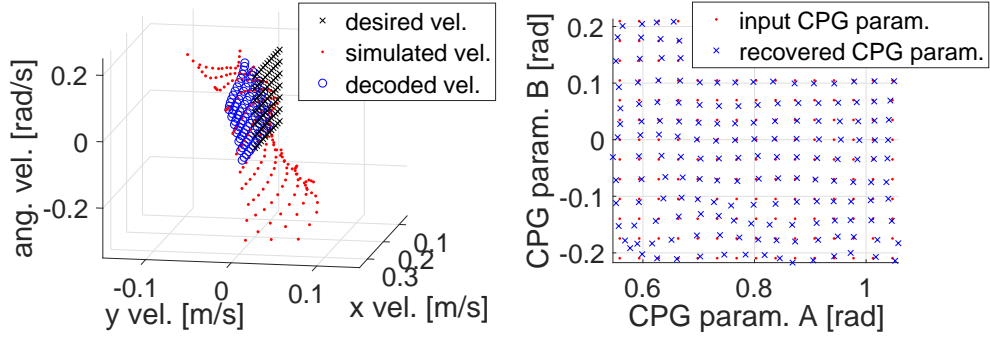 desired vel.
simulated vel.
decoded vel.
0.2
0
-0.2
ang. vel. [rad/s]
-0.1
0
0.1
y vel. [m/s]
0.1
0.2
0.3
x vel. [m/s]
input CPG param.
recovered CPG param.
0.2
0.1
0
-0.1
-0.2
CPG param. B [rad]
0.6
0.8
1
CPG param. A [rad]